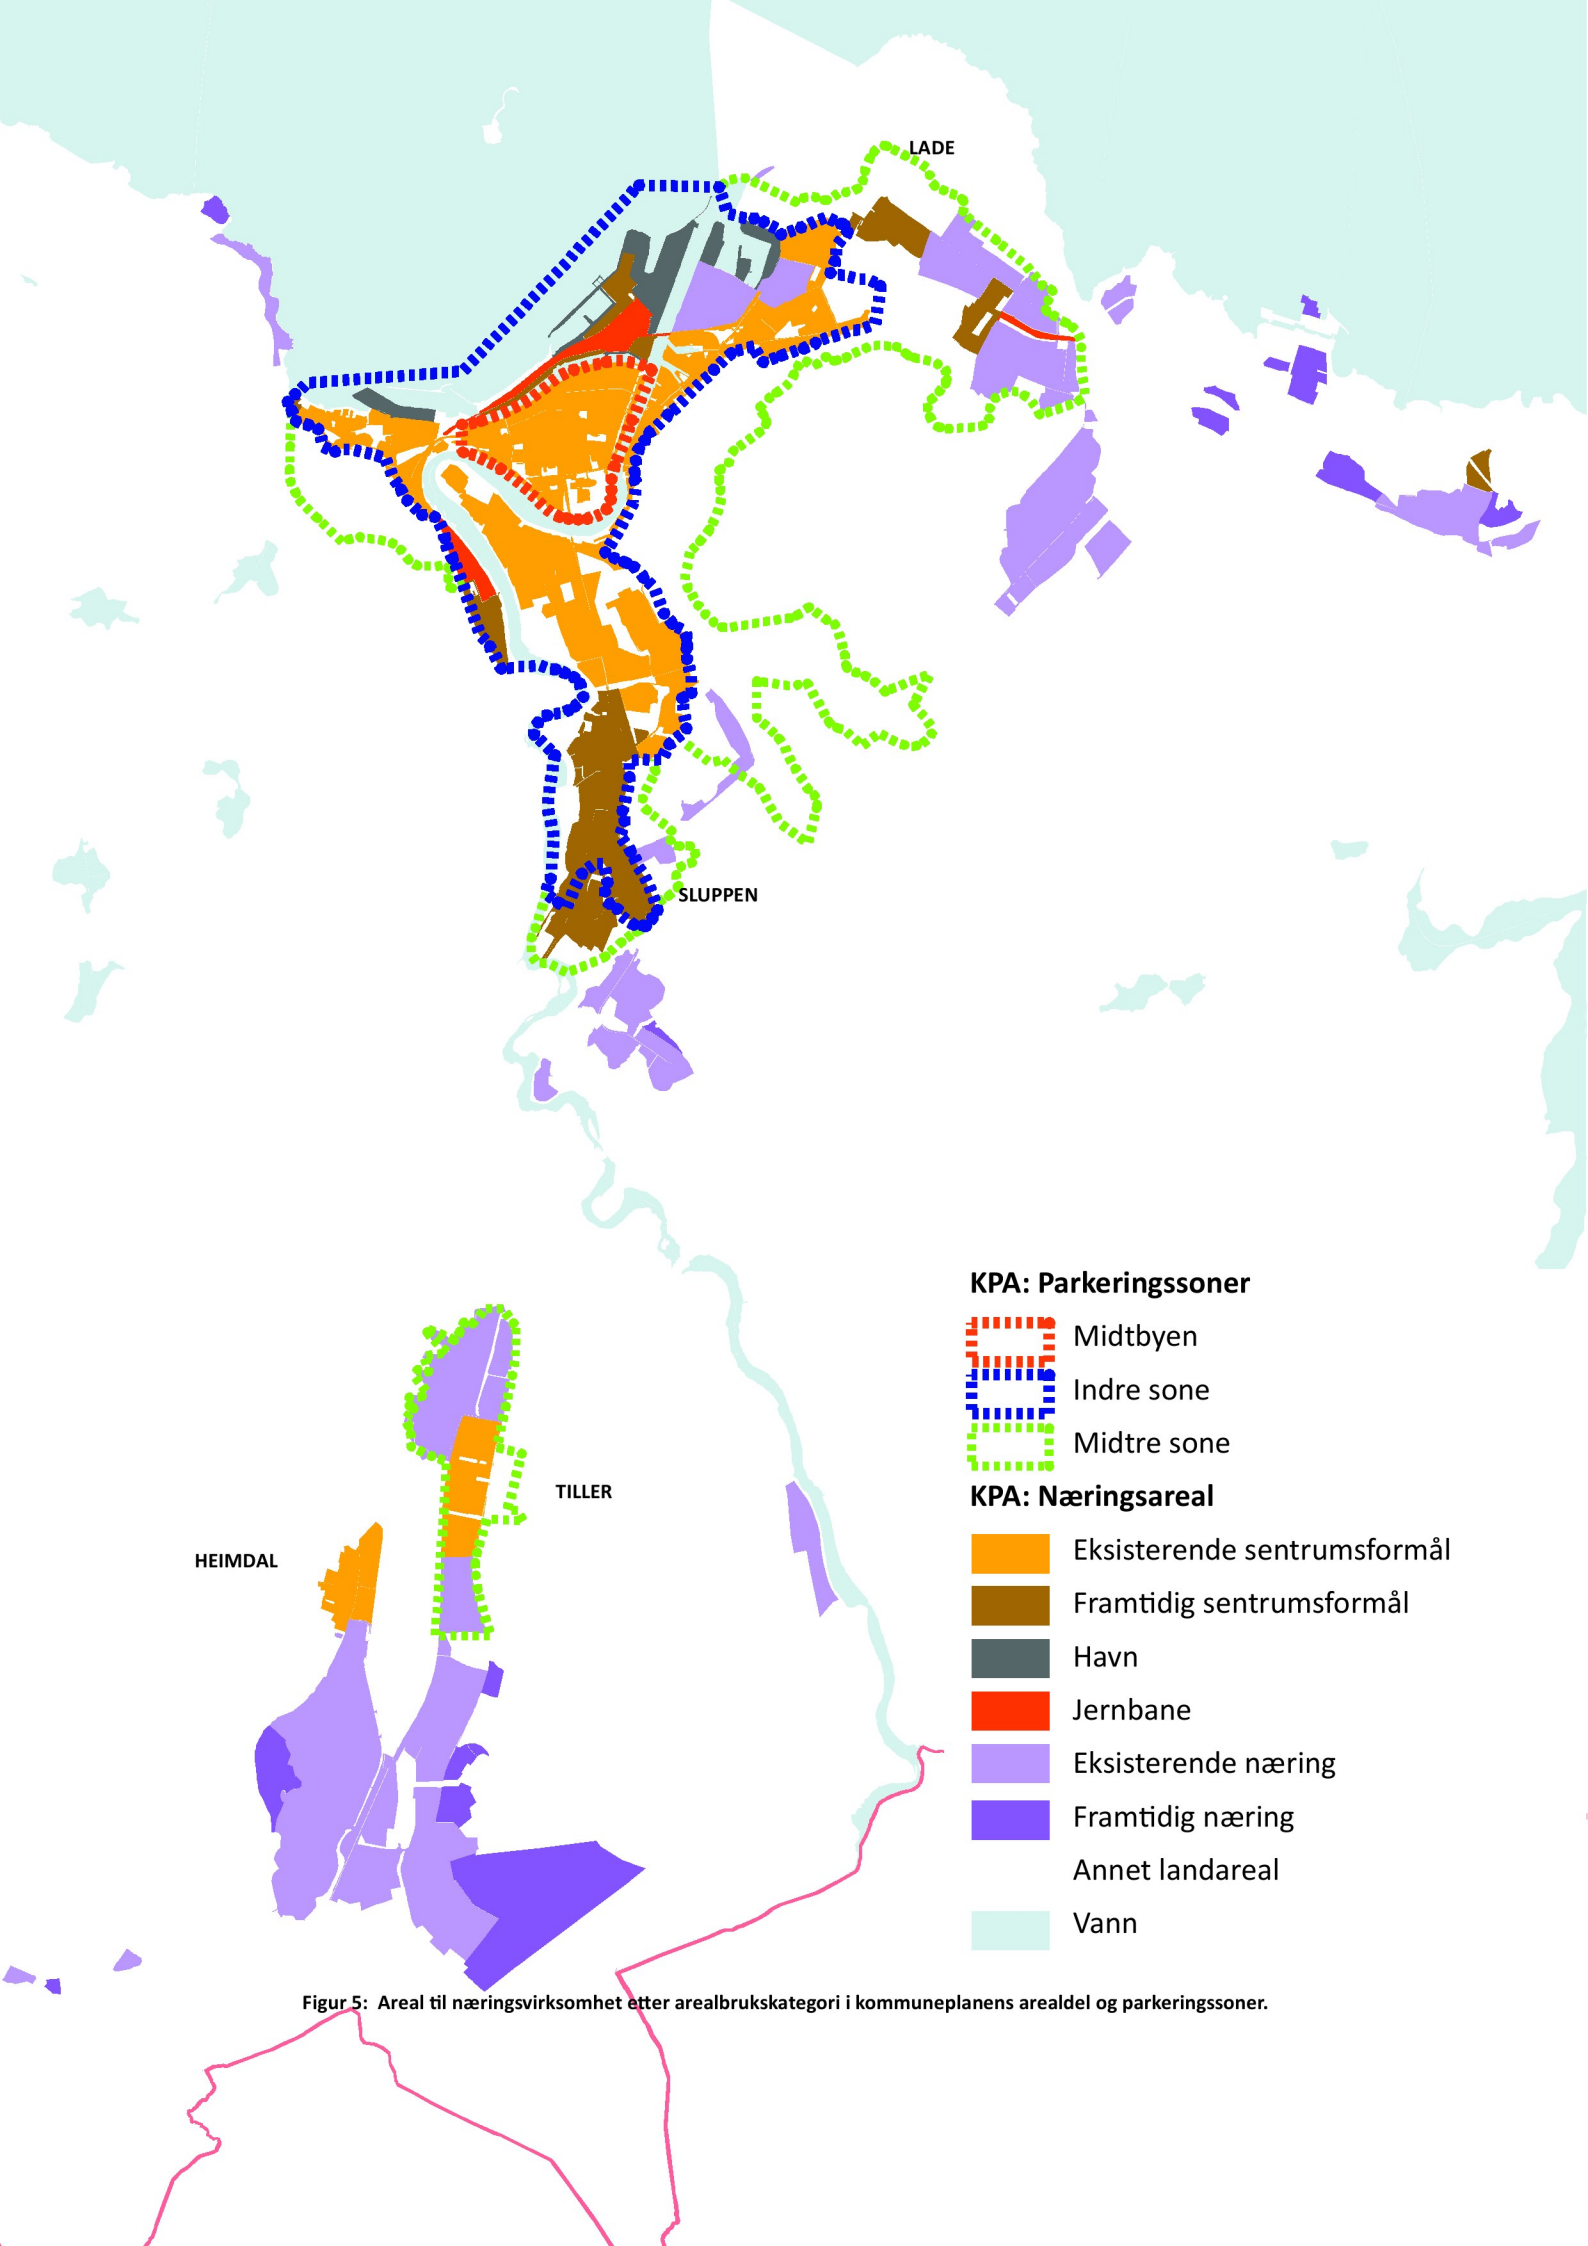 LADE
SLUPPEN
KPA: Parkeringssoner
Midtbyen
Indre sone
Midtre sone
KPA: Næringsareal
TILLER
Eksisterende sentrumsformål
HEIMDAL
Framtidig sentrumsformål
Havn
Jernbane
Eksisterende næring
Framtidig næring
Annet landareal
Vann
Figur 5: Areal til næringsvirksomhet etter arealbrukskategori i kommuneplanens arealdel og parkeringssoner.